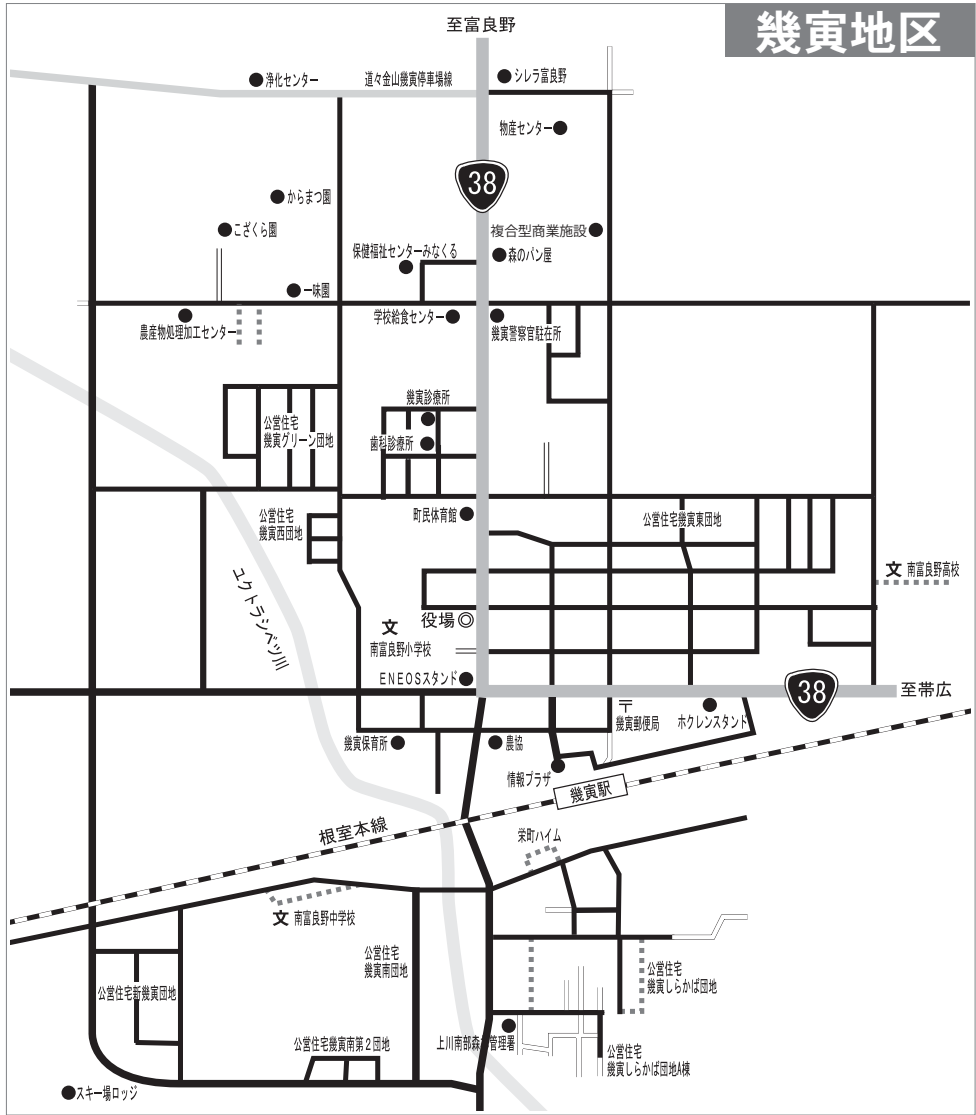 幾寅地区
至富良野
浄化センター
道々金山幾寅停車場線
シレラ富良野
物産センター
38
からまつ園
こざくら園
複合型商業施設
保健福祉センターみなくる
森のパン屋
一味園
農産物処理加工センター
学校給食センター
幾寅警察官駐在所
幾寅診療所
公営住宅
幾寅グリーン団地
歯科診療所
公営住宅
幾寅西団地
町民体育館
公営住宅幾寅東団地
文 南富良野高校
ユクトラシベツ川
役場◎
文
南富良野小学校
ENEOSスタンド
38
至帯広
〒
幾寅郵便局
ホクレンスタンド
幾寅保育所
農協
情報プラザ
幾寅駅
根室本線
栄町ハイム
文 南富良野中学校
公営住宅
幾寅南団地
公営住宅
幾寅しらかば団地
公営住宅新幾寅団地
公営住宅幾寅南第2団地
上川南部森林管理署
公営住宅
幾寅しらかば団地A棟
スキー場ロッジ